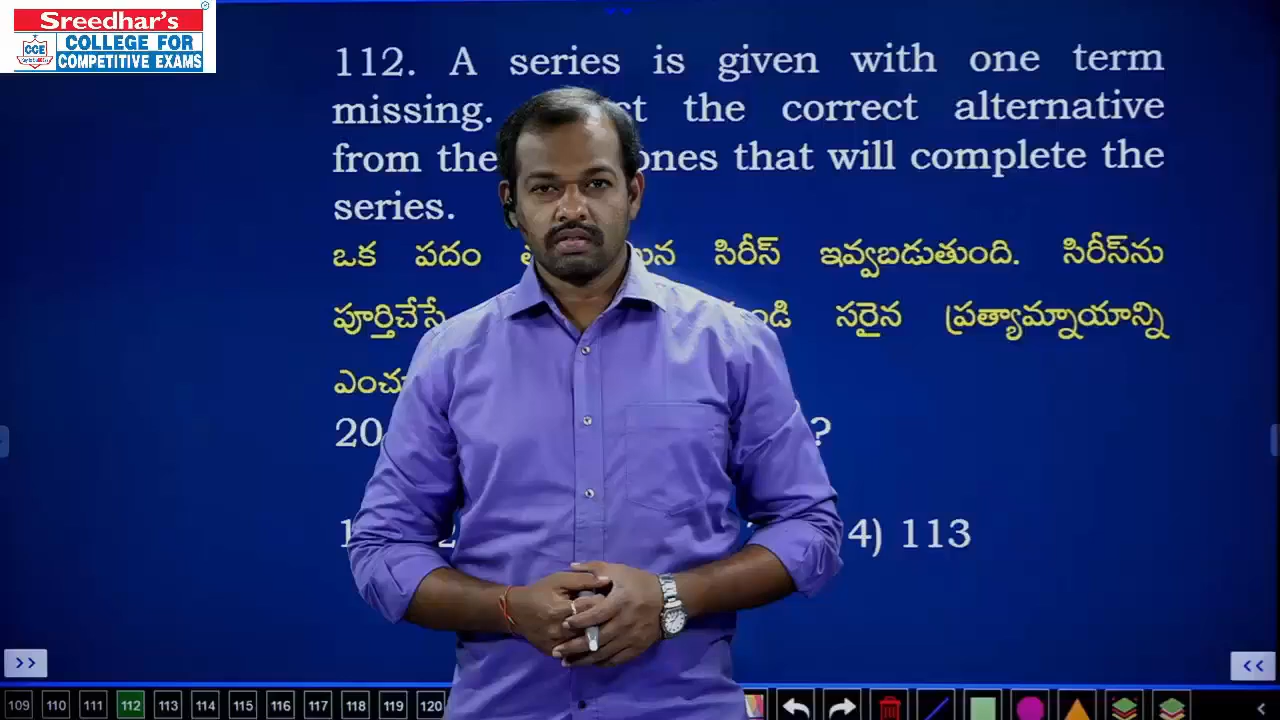 Sreedhar's
CCE
COLLEGE FOR
COMPETITIVE EXAMS
112. A series is given with one term
missing. the correct alternative
from the ones that will complete the
series.
ఒక పదం సిరీస్ ఇవ్వబడుతుంది. సిరీస్‌ను
పూర్తిచేసే సరైన ప్రత్యామ్నాయాన్ని
20 ?
4) 113
>>
<<
109 110 111 112 113 114 115 116 117 118 119 120